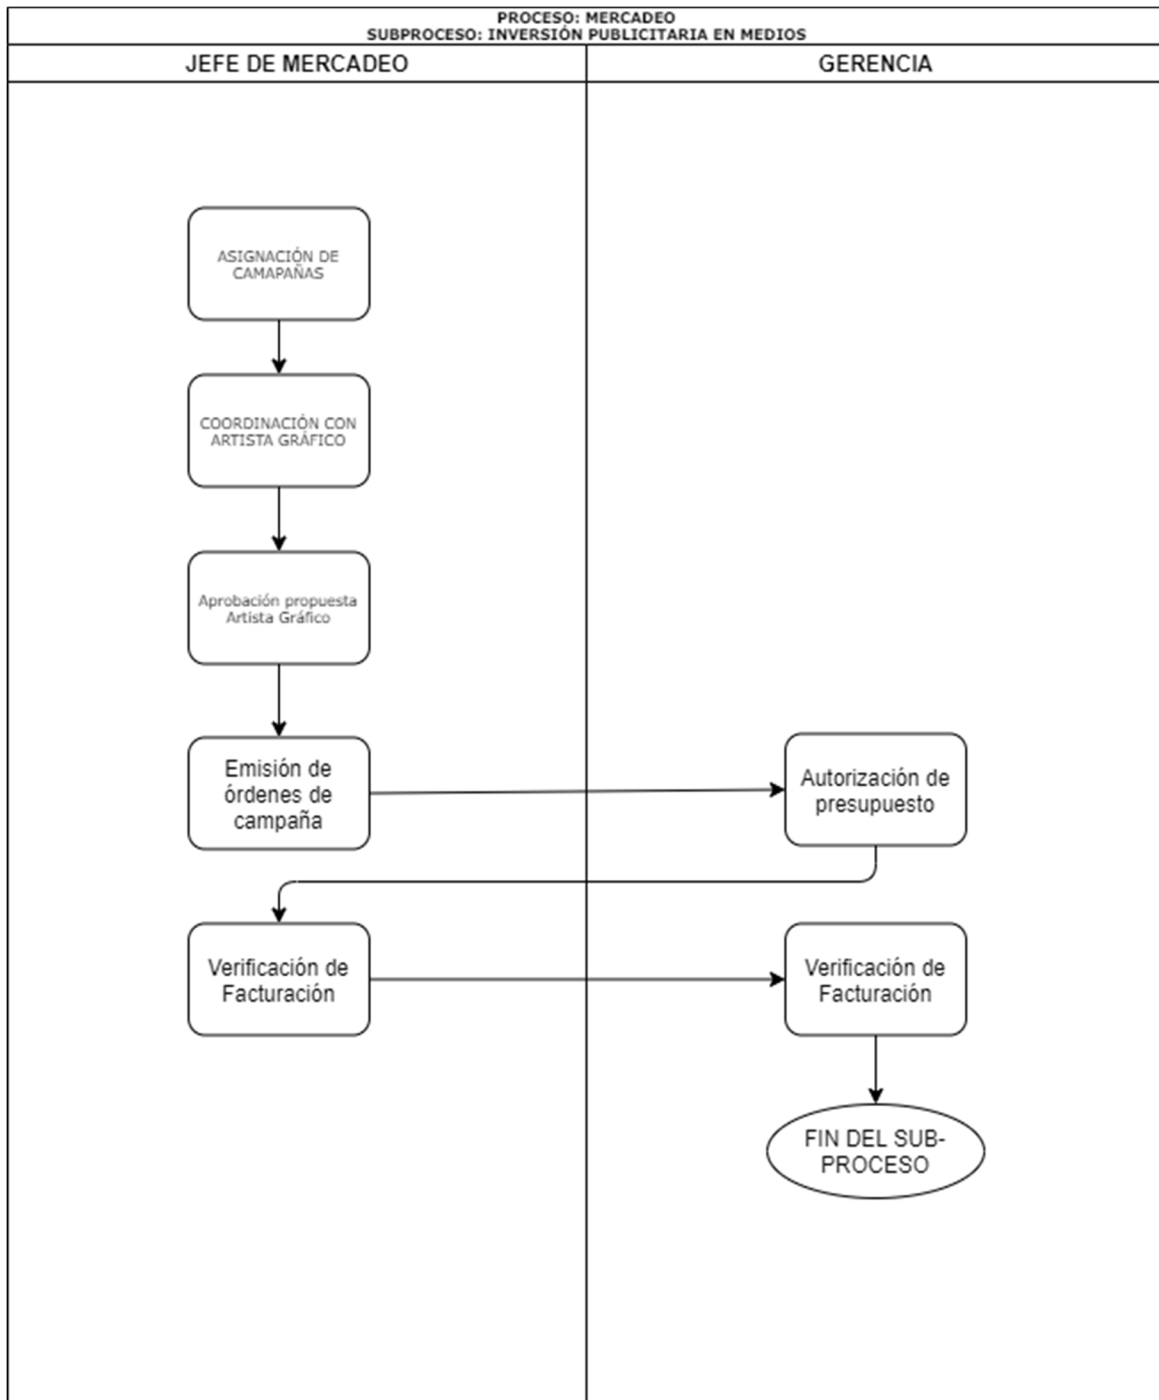 PROCESO: MERCADEO
SUBPROCESO: INVERSIÓN PUBLICITARIA EN MEDIOS
JEFE DE MERCADEO
GERENCIA
ASIGNACIÓN DE
CAMAPAÑAS
COORDINACIÓN CON
ARTISTA GRÁFICO
Aprobación propuesta
Artista Gráfico
Emisión de
órdenes de
campaña
Autorización de
presupuesto
Verificación de
Facturación
Verificación de
Facturación
FIN DEL SUB-
PROCESO